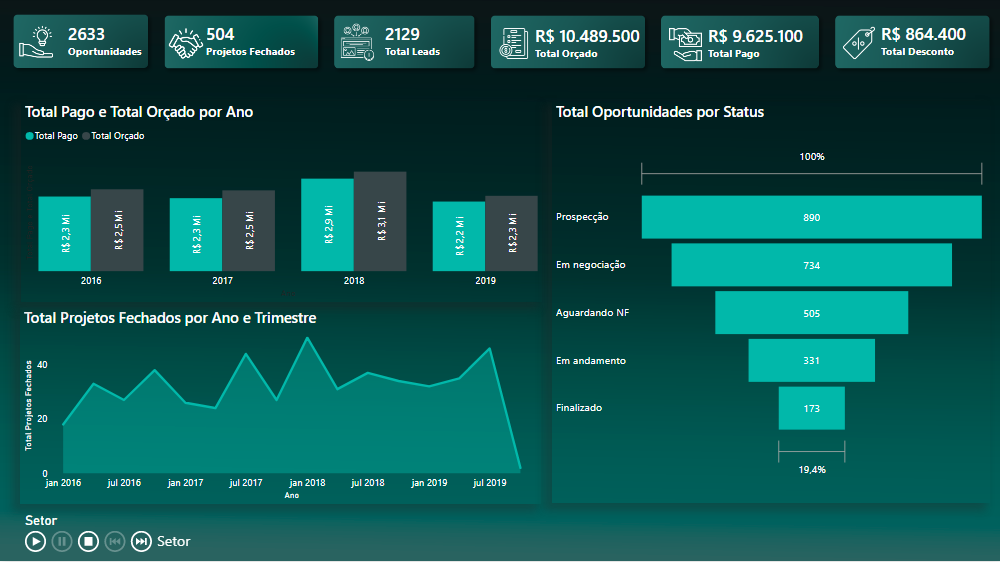 2633
Oportunidades
504
Projetos Fechados
2129
Total Leads
R$ 10.489.500
Total Orçado
R$ 9.625.100
Total Pago
R$ 864.400
Total Desconto
Total Pago e Total Orçado por Ano
Total Pago Total Orçado
R$ 2,3 Mi
R$ 2,5 Mi
R$ 2,3 Mi
R$ 2,5 Mi
R$ 2,9 Mi
R$ 3,1 Mi
R$ 2,2 Mi
R$ 2,3 Mi
2016 2017 2018 2019
Total Projetos Fechados por Ano e Trimestre
Total Projetos Fechados
40
20
0
jan 2016 jul 2016 jan 2017 jul 2017 jan 2018 jul 2018 jan 2019 jul 2019
Ano
Total Oportunidades por Status
100%
Prospecção 890
Em negociação 734
Aguardando NF 505
Em andamento 331
Finalizado 173
19,4%
Setor
Setor